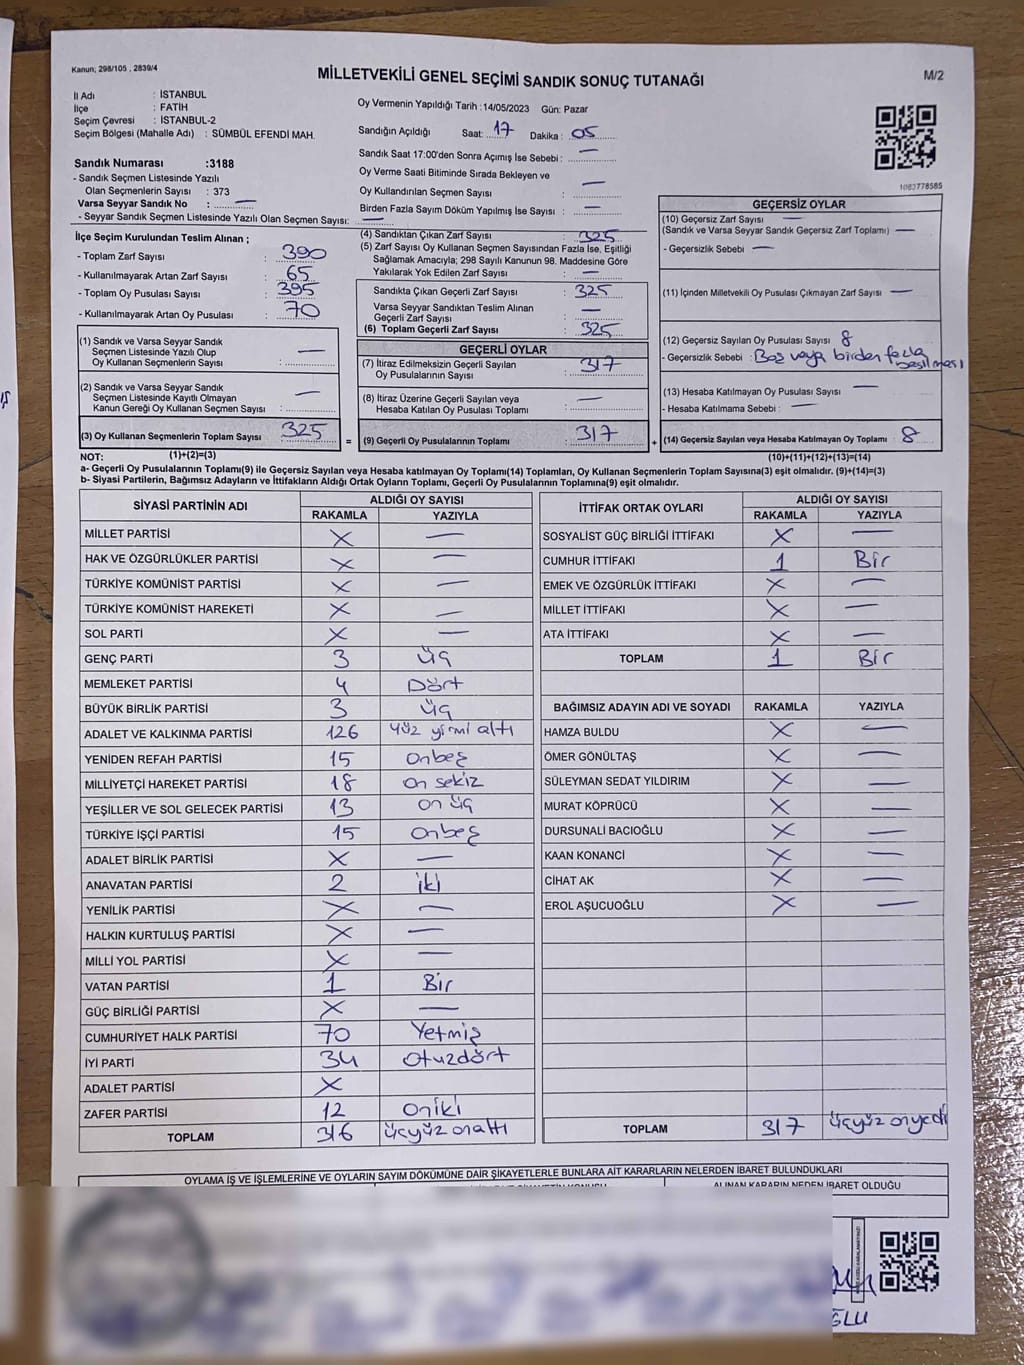 Kanun; 298/105 , 2839/4
MİLLETVEKİLİ GENEL SEÇİMİ SANDIK SONUÇ TUTANAĞI
M/2
İl Adı : İSTANBUL
İlçe : FATİH
Seçim Çevresi : İSTANBUL-2
Seçim Bölgesi (Mahalle Adı) : SÜMBÜL EFENDİ MAH.
Oy Vermenin Yapıldığı Tarih : 14/05/2023 Gün: Pazar
Sandığın Açıldığı Saat: 17 Dakika : 05
Sandık Saat 17:00'den Sonra Açımış İse Sebebi : —
Oy Verme Saati Bitiminde Sırada Bekleyen ve
Oy Kullandırılan Seçmen Sayısı : —
Birden Fazla Sayım Döküm Yapılmış İse Sayısı : —
1083778585
Sandık Numarası :3188
- Sandık Seçmen Listesinde Yazılı
Olan Seçmenlerin Sayısı : 373
Varsa Seyyar Sandık No : —
- Seyyar Sandık Seçmen Listesinde Yazılı Olan Seçmen Sayısı: —
İlçe Seçim Kurulundan Teslim Alınan ;
- Toplam Zarf Sayısı : 390
- Kullanılmayarak Artan Zarf Sayısı : 65
- Toplam Oy Pusulası Sayısı : 395
- Kullanılmayarak Artan Oy Pusulası : 70
(4) Sandıktan Çıkan Zarf Sayısı : 325
(5) Zarf Sayısı Oy Kullanan Seçmen Sayısından Fazla İse, Eşitliği
Sağlamak Amacıyla; 298 Sayılı Kanunun 98. Maddesine Göre
Yakılarak Yok Edilen Zarf Sayısı : —
Sandıkta Çıkan Geçerli Zarf Sayısı : 325
Varsa Seyyar Sandıktan Teslim Alınan
Geçerli Zarf Sayısı : —
(6) Toplam Geçerli Zarf Sayısı : 325
GEÇERSİZ OYLAR
(10) Geçersiz Zarf Sayısı —
(Sandık ve Varsa Seyyar Sandık Geçersiz Zarf Toplamı) —
- Geçersizlik Sebebi —
(11) İçinden Milletvekili Oy Pusulası Çıkmayan Zarf Sayısı —
(12) Geçersiz Sayılan Oy Pusulası Sayısı 8
- Geçersizlik Sebebi : Boş veya birden fazla
basılması
(13) Hesaba Katılmayan Oy Pusulası Sayısı —
- Hesaba Katılmama Sebebi : —
(14) Geçersiz Sayılan veya Hesaba Katılmayan Oy Toplamı 8
(1) Sandık ve Varsa Seyyar Sandık
Seçmen Listesinde Yazılı Olup
Oy Kullanan Seçmenlerin Sayısı : —
(2) Sandık ve Varsa Seyyar Sandık
Seçmen Listesinde Kayıtlı Olmayan
Kanun Gereği Oy Kullanan Seçmen Sayısı : —
(3) Oy Kullanan Seçmenlerin Toplam Sayısı 325 =
GEÇERLİ OYLAR
(7) İtiraz Edilmeksizin Geçerli Sayılan
Oy Pusulalarının Sayısı : 317
(8) İtiraz Üzerine Geçerli Sayılan veya
Hesaba Katılan Oy Pusulası Toplamı : —
(9) Geçerli Oy Pusulalarının Toplamı : 317 +
NOT: (1)+(2)=(3) (10)+(11)+(12)+(13)=(14)
a- Geçerli Oy Pusulalarının Toplamı(9) ile Geçersiz Sayılan veya Hesaba katılmayan Oy Toplamı(14) Toplamları, Oy Kullanan Seçmenlerin Toplam Sayısına(3) eşit olmalıdır. (9)+(14)=(3)
b- Siyasi Partilerin, Bağımsız Adayların ve İttifakların Aldığı Ortak Oyların Toplamı, Geçerli Oy Pusulalarının Toplamına(9) eşit olmalıdır.
SİYASİ PARTİNİN ADI ALDIĞI OY SAYISI
RAKAMLA YAZIYLA
MİLLET PARTİSİ X —
HAK VE ÖZGÜRLÜKLER PARTİSİ X —
TÜRKİYE KOMÜNİST PARTİSİ X —
TÜRKİYE KOMÜNİST HAREKETİ X —
SOL PARTİ X —
GENÇ PARTİ 3 üç
MEMLEKET PARTİSİ 4 Dört
BÜYÜK BİRLİK PARTİSİ 3 üç
ADALET VE KALKINMA PARTİSİ 126 yüz yirmi altı
YENİDEN REFAH PARTİSİ 15 onbeş
MİLLİYETÇİ HAREKET PARTİSİ 18 on sekiz
YEŞİLLER VE SOL GELECEK PARTİSİ 13 on üç
TÜRKİYE İŞÇİ PARTİSİ 15 onbeş
ADALET BİRLİK PARTİSİ X —
ANAVATAN PARTİSİ 2 iki
YENİLİK PARTİSİ X —
HALKIN KURTULUŞ PARTİSİ X —
MİLLİ YOL PARTİSİ X —
VATAN PARTİSİ 1 Bir
GÜÇ BİRLİĞİ PARTİSİ X —
CUMHURİYET HALK PARTİSİ 70 Yetmiş
İYİ PARTİ 34 otuzdört
ADALET PARTİSİ X
ZAFER PARTİSİ 12 oniki
TOPLAM 316 üçyüz onaltı
İTTİFAK ORTAK OYLARI ALDIĞI OY SAYISI
RAKAMLA YAZIYLA
SOSYALİST GÜÇ BİRLİĞİ İTTİFAKI X —
CUMHUR İTTİFAKI 1 Bir
EMEK VE ÖZGÜRLÜK İTTİFAKI X —
MİLLET İTTİFAKI X —
ATA İTTİFAKI X —
TOPLAM 1 Bir
BAĞIMSIZ ADAYIN ADI VE SOYADI RAKAMLA YAZIYLA
HAMZA BULDU X —
ÖMER GÖNÜLTAŞ X —
SÜLEYMAN SEDAT YILDIRIM X —
MURAT KÖPRÜCÜ X —
DURSUNALİ BACIOĞLU X —
KAAN KONANCİ X —
CİHAT AK X —
EROL AŞUCUOĞLU X —
TOPLAM 317 üçyüz onyedi
OYLAMA İŞ VE İŞLEMLERİNE VE OYLARIN SAYIM DÖKÜMÜNE DAİR ŞİKAYETLERLE BUNLARA AİT KARARLARIN NELERDEN İBARET BULUNDUKLARI
ALINAN KARARIN NEDEN İBARET OLDUĞU